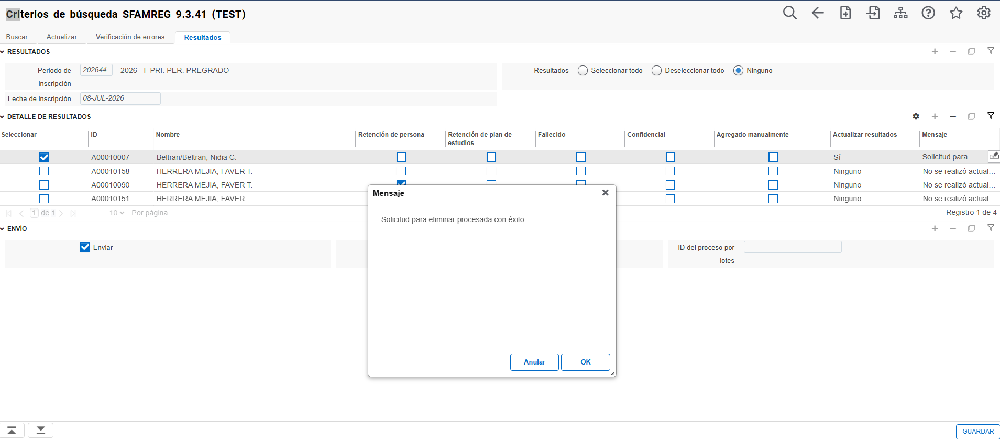 Criterios de búsqueda SFAMREG 9.3.41 (TEST)
Buscar Actualizar Verificación de errores Resultados
RESULTADOS
Periodo de inscripción 202644 2026 - I PRI. PER. PREGRADO
Resultados Seleccionar todo Deseleccionar todo Ninguno
Fecha de inscripción 08-JUL-2026
DETALLE DE RESULTADOS
Seleccionar ID Nombre Retención de persona Retención de plan de estudios Fallecido Confidencial Agregado manualmente Actualizar resultados Mensaje
A00010007 Beltran/Beltran, Nidia C. Sí Solicitud para
A00010158 HERRERA MEJIA, FAVER T. Ninguno No se realizó actual...
A00010090 HERRERA MEJIA, FAVER T. Ninguno No se realizó actual...
A00010151 HERRERA MEJIA, FAVER Ninguno No se realizó actual...
1 de 1 10 Por página Registro 1 de 4
Mensaje
Solicitud para eliminar procesada con éxito.
Anular OK
ENVÍO
Enviar
ID del proceso por lotes
GUARDAR